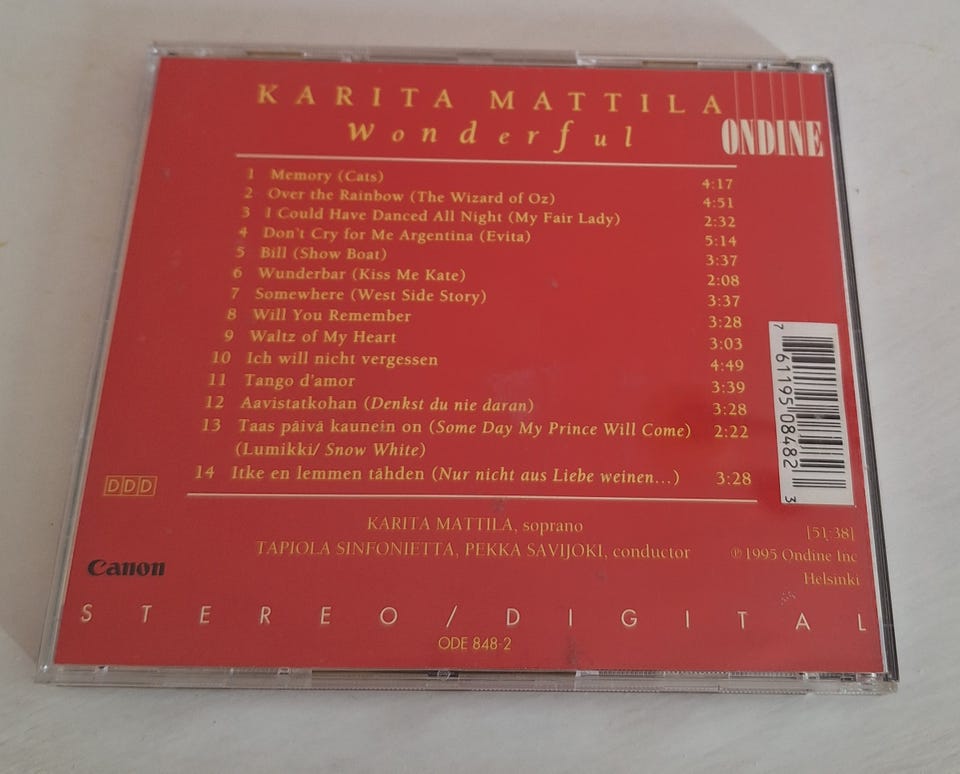 KARITA MATTILA
Wonderful
ONDINE
1 Memory (Cats) 4:17
2 Over the Rainbow (The Wizard of Oz) 4:51
3 I Could Have Danced All Night (My Fair Lady) 2:32
4 Don't Cry for Me Argentina (Evita) 5:14
5 Bill (Show Boat) 3:37
6 Wunderbar (Kiss Me Kate) 2:08
7 Somewhere (West Side Story) 3:37
8 Will You Remember 3:28
9 Waltz of My Heart 3:03
10 Ich will nicht vergessen 4:49
11 Tango d'amor 3:39
12 Aavistatkohan (Denkst du nie daran) 3:28
13 Taas päivä kaunein on (Some Day My Prince Will Come) 2:22
(Lumikki/ Snow White)
14 Itke en lemmen tähden (Nur nicht aus Liebe weinen...) 3:28
7 61195 08482 3
DDD
KARITA MATTILA, soprano
TAPIOLA SINFONIETTA, PEKKA SAVIJOKI, conductor
[51:38]
℗ 1995 Ondine Inc
Helsinki
Canon
STEREO/DIGITAL
ODE 848-2